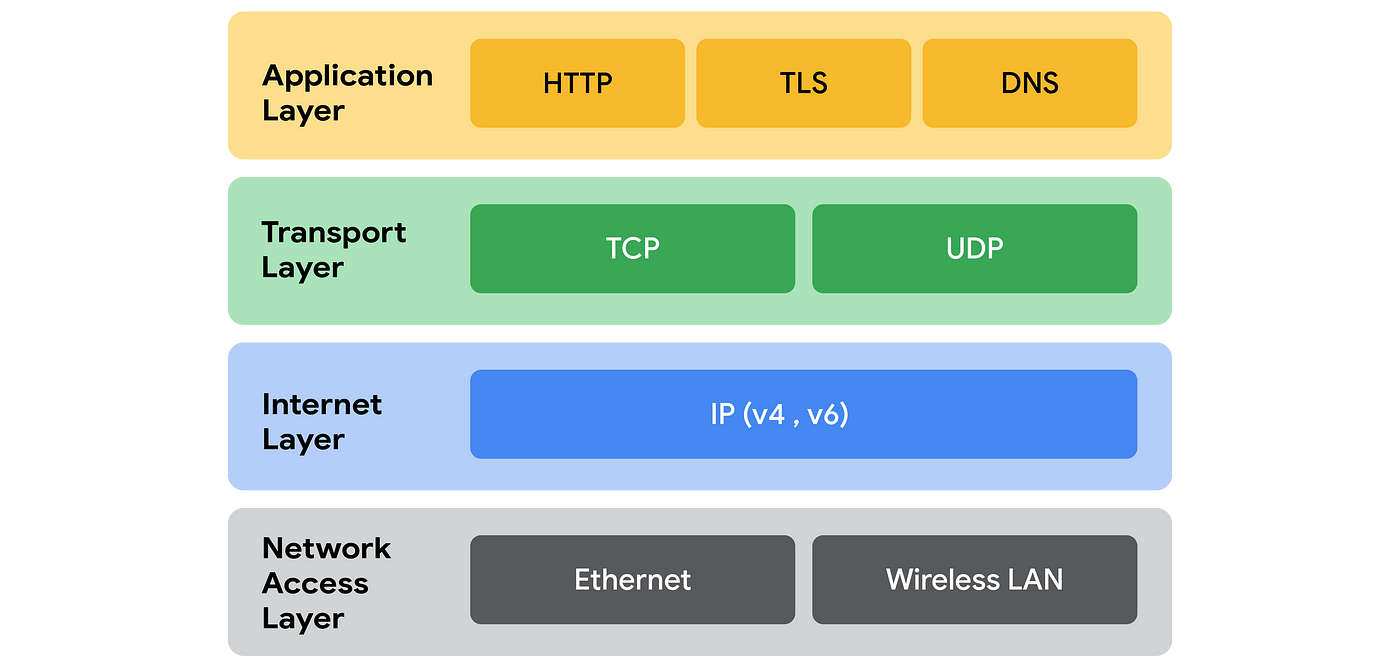 Application
Layer
HTTP
TLS
DNS
Transport
Layer
TCP
UDP
Internet
Layer
IP (v4 , v6)
Network
Access
Layer
Ethernet
Wireless LAN